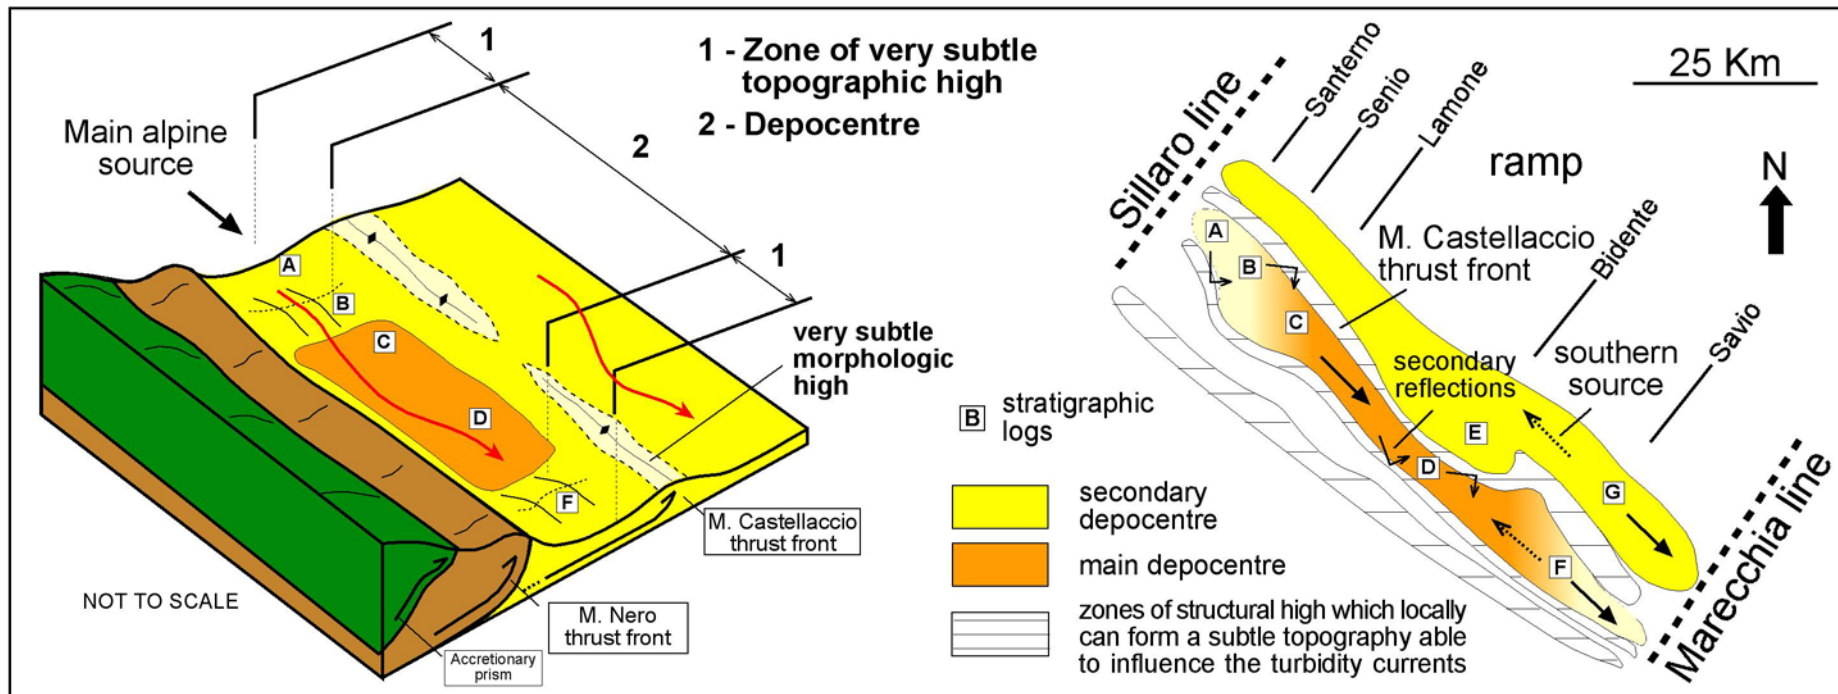 1
1 - Zone of very subtle
topographic high
2 - Depocentre
Main alpine
source
2
1
A
B
C
D
F
very subtle
morphologic
high
M. Castellaccio
thrust front
M. Nero
thrust front
Accretionary
prism
NOT TO SCALE
B
stratigraphic
logs
secondary
depocentre
main depocentre
zones of structural high which locally
can form a subtle topography able
to influence the turbidity currents
25 Km
Sillaro line
Santerno
Senio
Lamone
ramp
N
M. Castellaccio
thrust front
Bidente
secondary
reflections
southern
source
Savio
Marecchia line
A
B
C
D
E
F
G